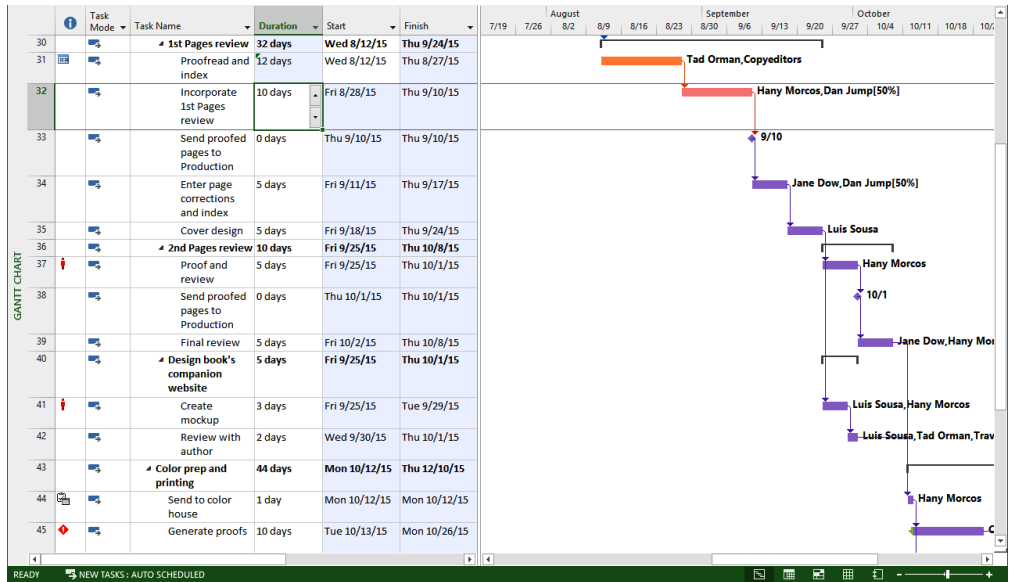 Task
Mode
Task Name
Duration
Start
Finish
August
September
October
7/19 7/26 8/2 8/9 8/16 8/23 8/30 9/6 9/13 9/20 9/27 10/4 10/11 10/18
30 1st Pages review 32 days Wed 8/12/15 Thu 9/24/15
31 Proofread and 12 days Wed 8/12/15 Thu 8/27/15 Tad Orman,Copyeditors
index
32 Incorporate 10 days Fri 8/28/15 Thu 9/10/15 Hany Morcos,Dan Jump[50%]
1st Pages
review
33 Send proofed 0 days Thu 9/10/15 Thu 9/10/15 9/10
pages to
Production
34 Enter page 5 days Fri 9/11/15 Thu 9/17/15 Jane Dow,Dan Jump[50%]
corrections
and index
35 Cover design 5 days Fri 9/18/15 Thu 9/24/15 Luis Sousa
36 2nd Pages review 10 days Fri 9/25/15 Thu 10/8/15
37 Proof and 5 days Fri 9/25/15 Thu 10/1/15 Hany Morcos
review
38 Send proofed 0 days Thu 10/1/15 Thu 10/1/15 10/1
pages to
Production
39 Final review 5 days Fri 10/2/15 Thu 10/8/15 Jane Dow,Hany Mor
40 Design book's 5 days Fri 9/25/15 Thu 10/1/15
companion
website
41 Create 3 days Fri 9/25/15 Tue 9/29/15 Luis Sousa,Hany Morcos
mockup
42 Review with 2 days Wed 9/30/15 Thu 10/1/15 Luis Sousa,Tad Orman,Trav
author
43 Color prep and 44 days Mon 10/12/15 Thu 12/10/15
printing
44 Send to color 1 day Mon 10/12/15 Mon 10/12/15 Hany Morcos
house
45 Generate proofs 10 days Tue 10/13/15 Mon 10/26/15
GANTT CHART
READY NEW TASKS : AUTO SCHEDULED